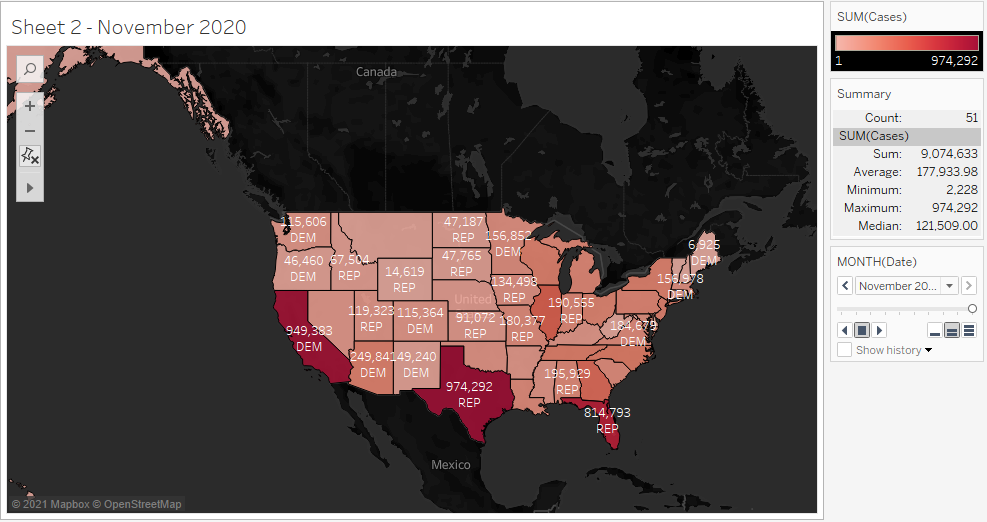 Sheet 2 - November 2020
Canada
115,606
DEM
47,187
REP
156,852
DEM
6,925
DEM
46,460
DEM
67,504
REP
47,765
REP
14,619
REP
134,498
REP
156,978
DEM
United
119,323
REP
115,364
DEM
91,072
REP
180,377
REP
190,555
REP
184,679
DEM
949,383
DEM
249,841
DEM
149,240
DEM
974,292
REP
195,929
REP
814,793
REP
Mexico
© 2021 Mapbox © OpenStreetMap
SUM(Cases)
1 974,292
Summary
Count: 51
SUM(Cases)
Sum: 9,074,633
Average: 177,933.98
Minimum: 2,228
Maximum: 974,292
Median: 121,509.00
MONTH(Date)
November 20...
Show history